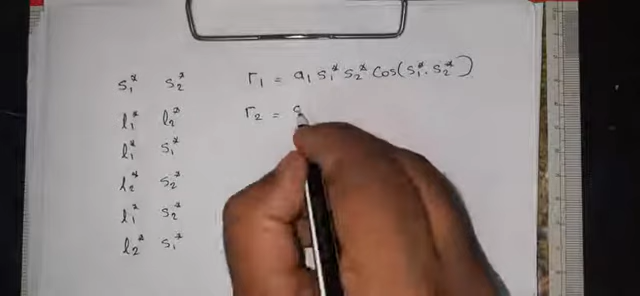 s₁* s₂* r₁ = a₁ s₁* s₂* Cos(s₁*. s₂*)
l₁* l₂* r₂ =
l₁* s₁*
l₂* s₂*
l₁* s₂*
l₂* s₁*